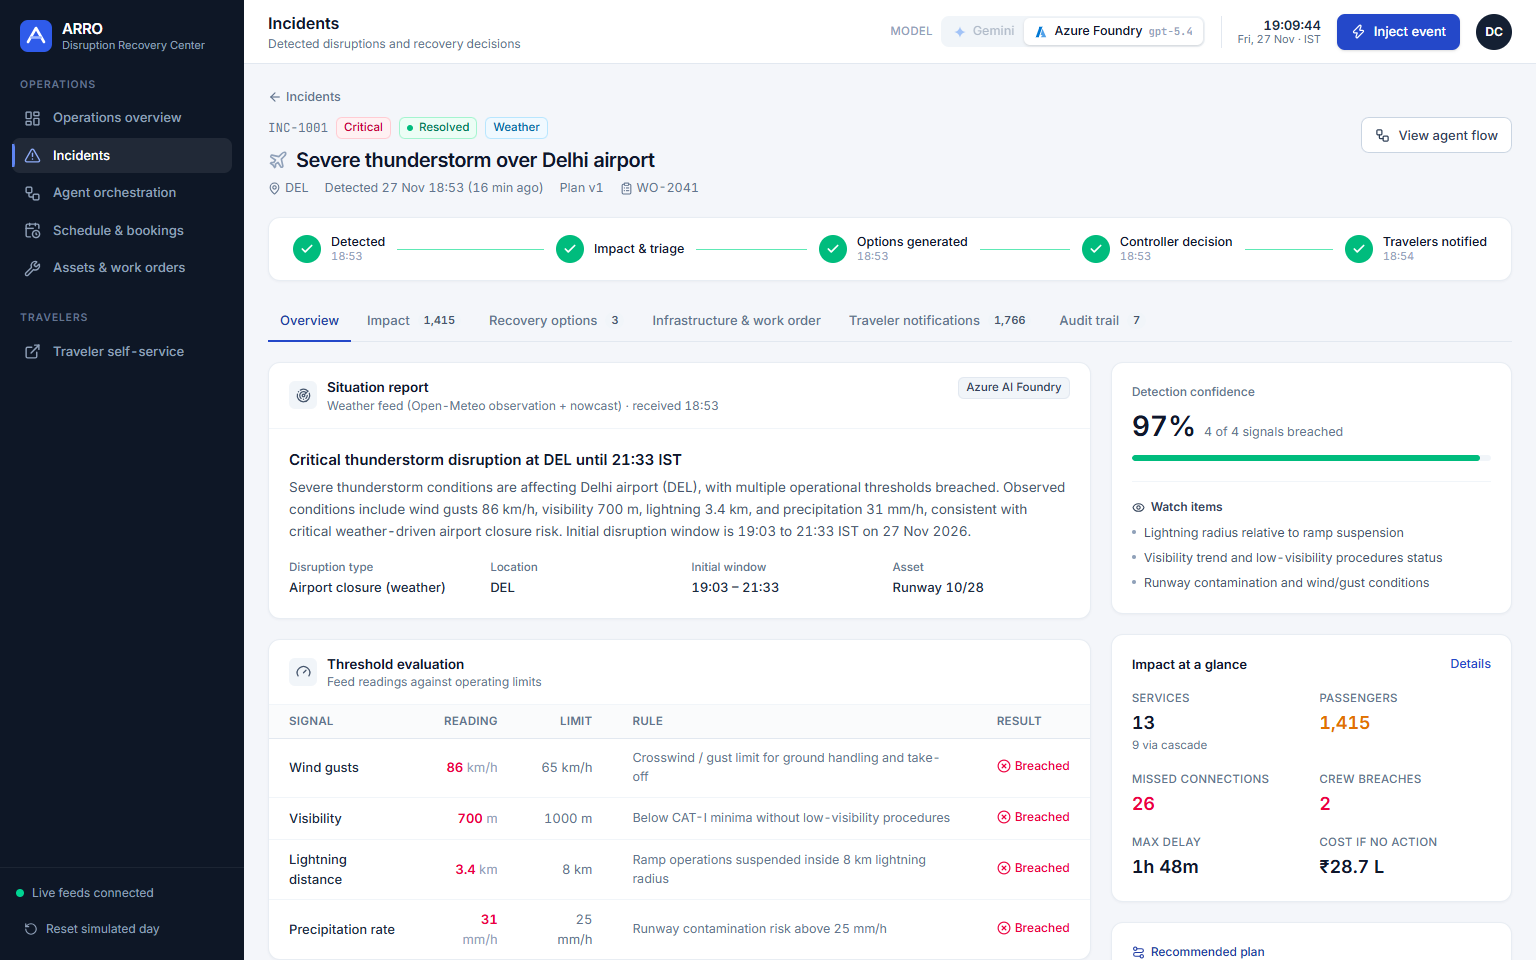 ARRO
Disruption Recovery Center
OPERATIONS
Operations overview
Incidents
Agent orchestration
Schedule & bookings
Assets & work orders
TRAVELERS
Traveler self-service
Live feeds connected
Reset simulated day
Incidents
Detected disruptions and recovery decisions
MODEL
Gemini
Azure Foundry gpt-5.4
19:09:44
Fri, 27 Nov · IST
Inject event
DC
← Incidents
INC-1001 Critical Resolved Weather
Severe thunderstorm over Delhi airport
DEL Detected 27 Nov 18:53 (16 min ago) Plan v1 WO-2041
View agent flow
Detected
18:53
Impact & triage
Options generated
18:53
Controller decision
18:53
Travelers notified
18:54
Overview Impact 1,415 Recovery options 3 Infrastructure & work order Traveler notifications 1,766 Audit trail 7
Situation report
Weather feed (Open-Meteo observation + nowcast) · received 18:53
Azure AI Foundry
Critical thunderstorm disruption at DEL until 21:33 IST
Severe thunderstorm conditions are affecting Delhi airport (DEL), with multiple operational thresholds breached. Observed
conditions include wind gusts 86 km/h, visibility 700 m, lightning 3.4 km, and precipitation 31 mm/h, consistent with
critical weather-driven airport closure risk. Initial disruption window is 19:03 to 21:33 IST on 27 Nov 2026.
Disruption type Location Initial window Asset
Airport closure (weather) DEL 19:03 – 21:33 Runway 10/28
Threshold evaluation
Feed readings against operating limits
SIGNAL READING LIMIT RULE RESULT
Wind gusts 86 km/h 65 km/h Crosswind / gust limit for ground handling and take-
off Breached
Visibility 700 m 1000 m Below CAT-I minima without low-visibility procedures Breached
Lightning
distance 3.4 km 8 km Ramp operations suspended inside 8 km lightning
radius Breached
Precipitation rate 31
mm/h 25
mm/h Runway contamination risk above 25 mm/h Breached
Detection confidence
97% 4 of 4 signals breached
Watch items
• Lightning radius relative to ramp suspension
• Visibility trend and low-visibility procedures status
• Runway contamination and wind/gust conditions
Impact at a glance Details
SERVICES PASSENGERS
13 1,415
9 via cascade
MISSED CONNECTIONS CREW BREACHES
26 2
MAX DELAY COST IF NO ACTION
1h 48m ₹28.7 L
Recommended plan